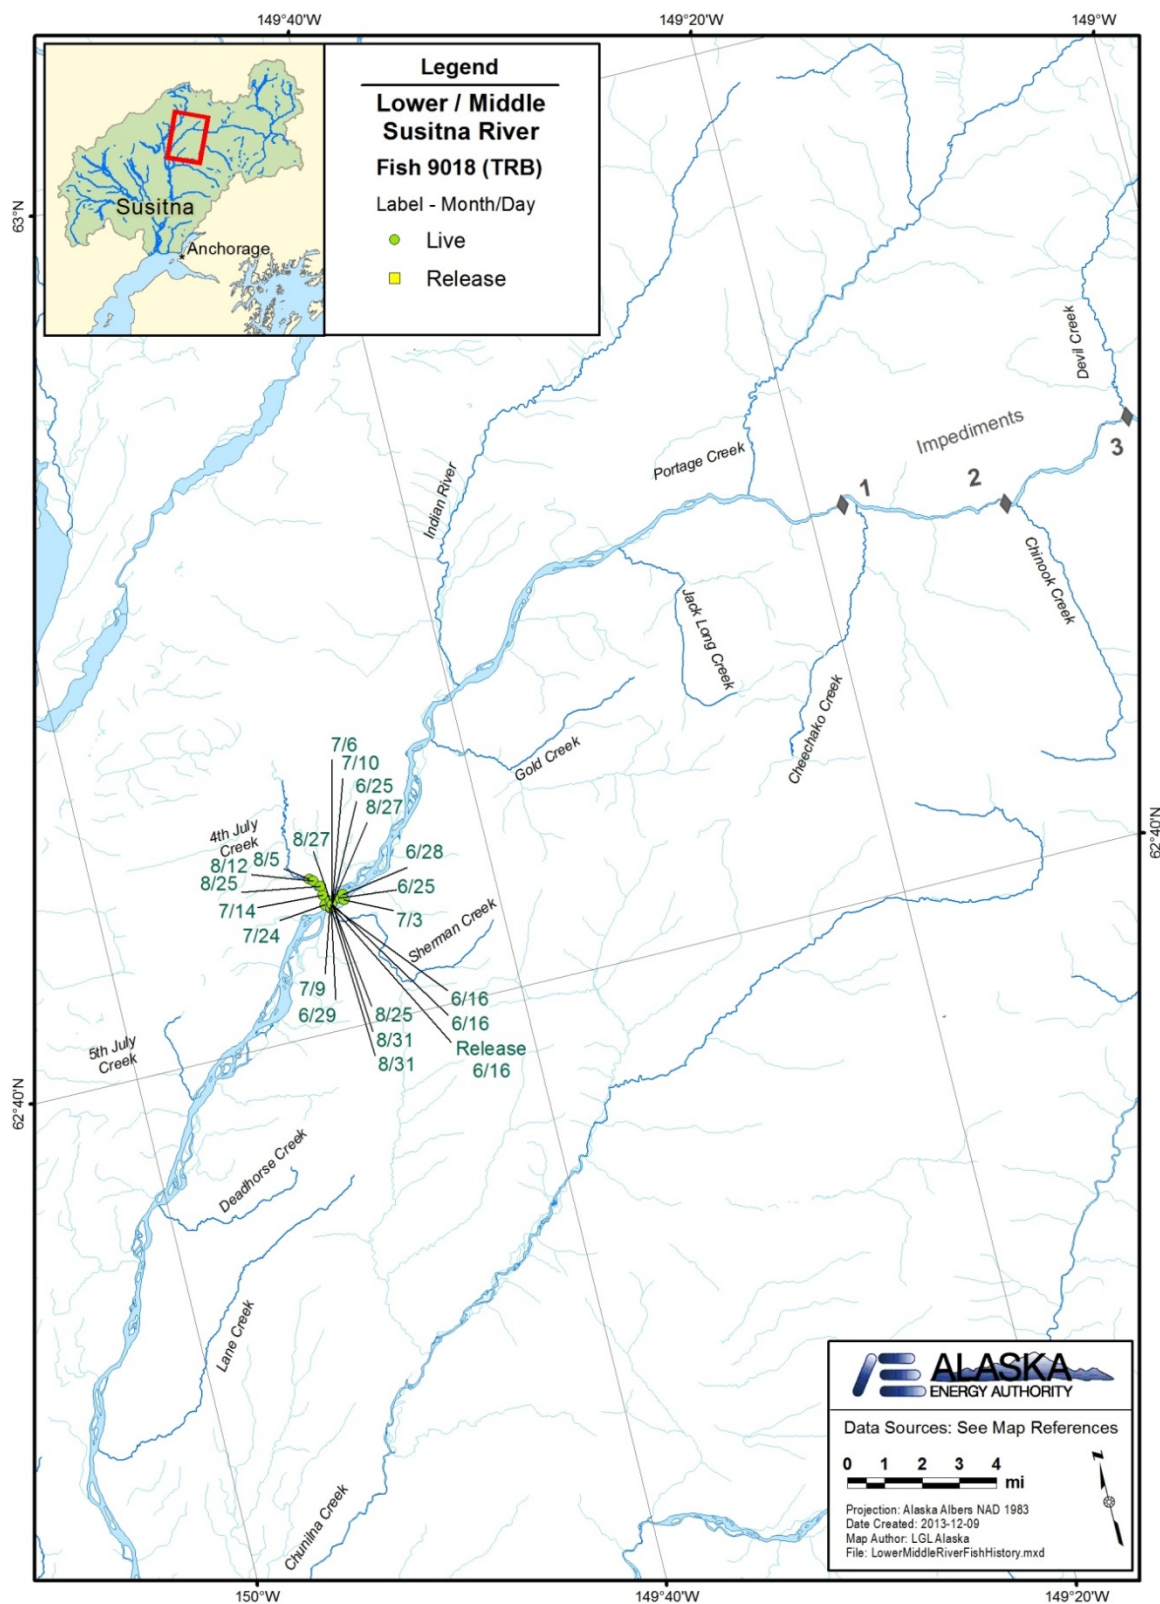 149°40'W
149°20'W
149°W
Legend
Lower / Middle
Susitna River
Fish 9018 (TRB)
Label - Month/Day
Live
Release
Susitna
Anchorage
63°N
Devil Creek
Impediments
3
Portage Creek
1
2
Indian River
Chinook Creek
Jack Long Creek
Cheechako Creek
Gold Creek
62°40'N
7/6
7/10
6/25
8/27
4th July
Creek
8/27
6/28
8/5
8/12
8/25
6/25
7/14
7/3
7/24
Sherman Creek
7/9
6/29
6/16
8/25
6/16
8/31
Release
6/16
8/31
5th July
Creek
62°40'N
Deadhorse Creek
Lane Creek
Chunilna Creek
ALASKA
ENERGY AUTHORITY
Data Sources: See Map References
0 1 2 3 4
mi
N
Projection: Alaska Albers NAD 1983
Date Created: 2013-12-09
Map Author: LGL Alaska
File: LowerMiddleRiverFishHistory.mxd
150°W
149°40'W
149°20'W